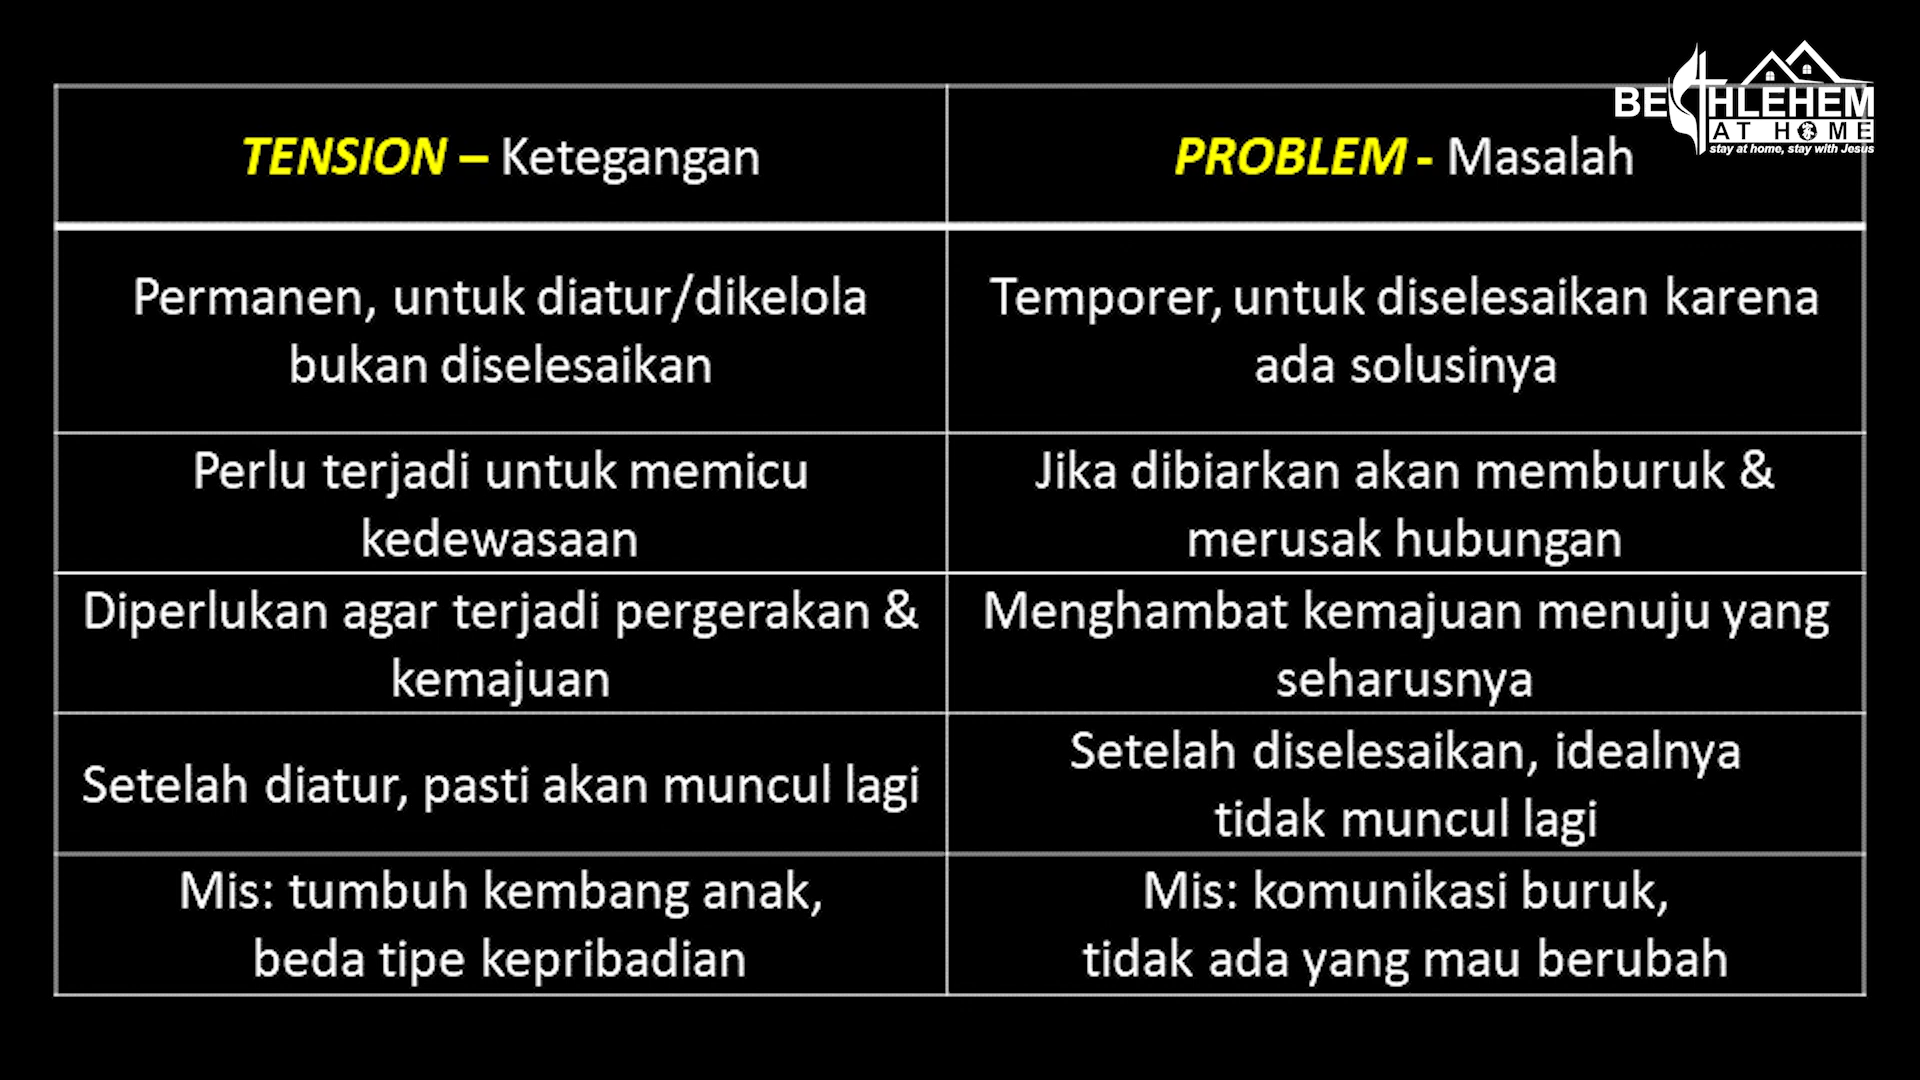 BETHLEHEM
AT HOME
stay at home, stay with Jesus
TENSION – Ketegangan
PROBLEM - Masalah
Permanen, untuk diatur/dikelola
bukan diselesaikan
Temporer, untuk diselesaikan karena
ada solusinya
Perlu terjadi untuk memicu
kedewasaan
Jika dibiarkan akan memburuk &
merusak hubungan
Diperlukan agar terjadi pergerakan &
kemajuan
Menghambat kemajuan menuju yang
seharusnya
Setelah diatur, pasti akan muncul lagi
Setelah diselesaikan, idealnya
tidak muncul lagi
Mis: tumbuh kembang anak,
beda tipe kepribadian
Mis: komunikasi buruk,
tidak ada yang mau berubah